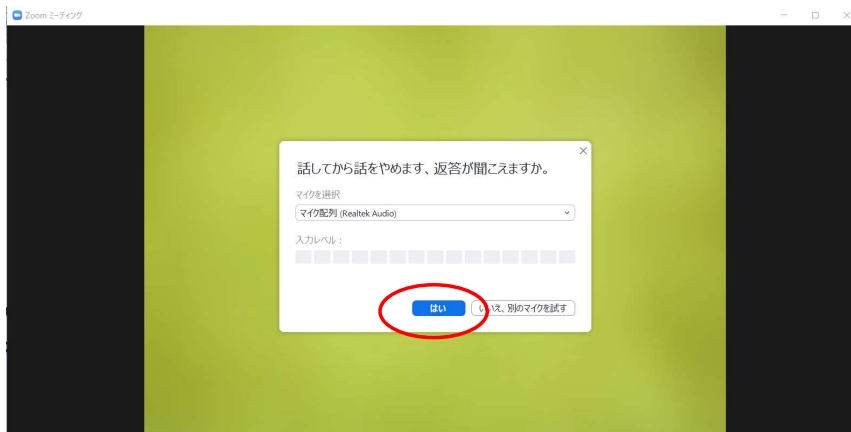 Zoom ミーティング
話してから話をやめます、返答が聞こえますか。
マイクを選択
マイク配列 (Realtek Audio)
入力レベル：
はい
いいえ、別のマイクを試す